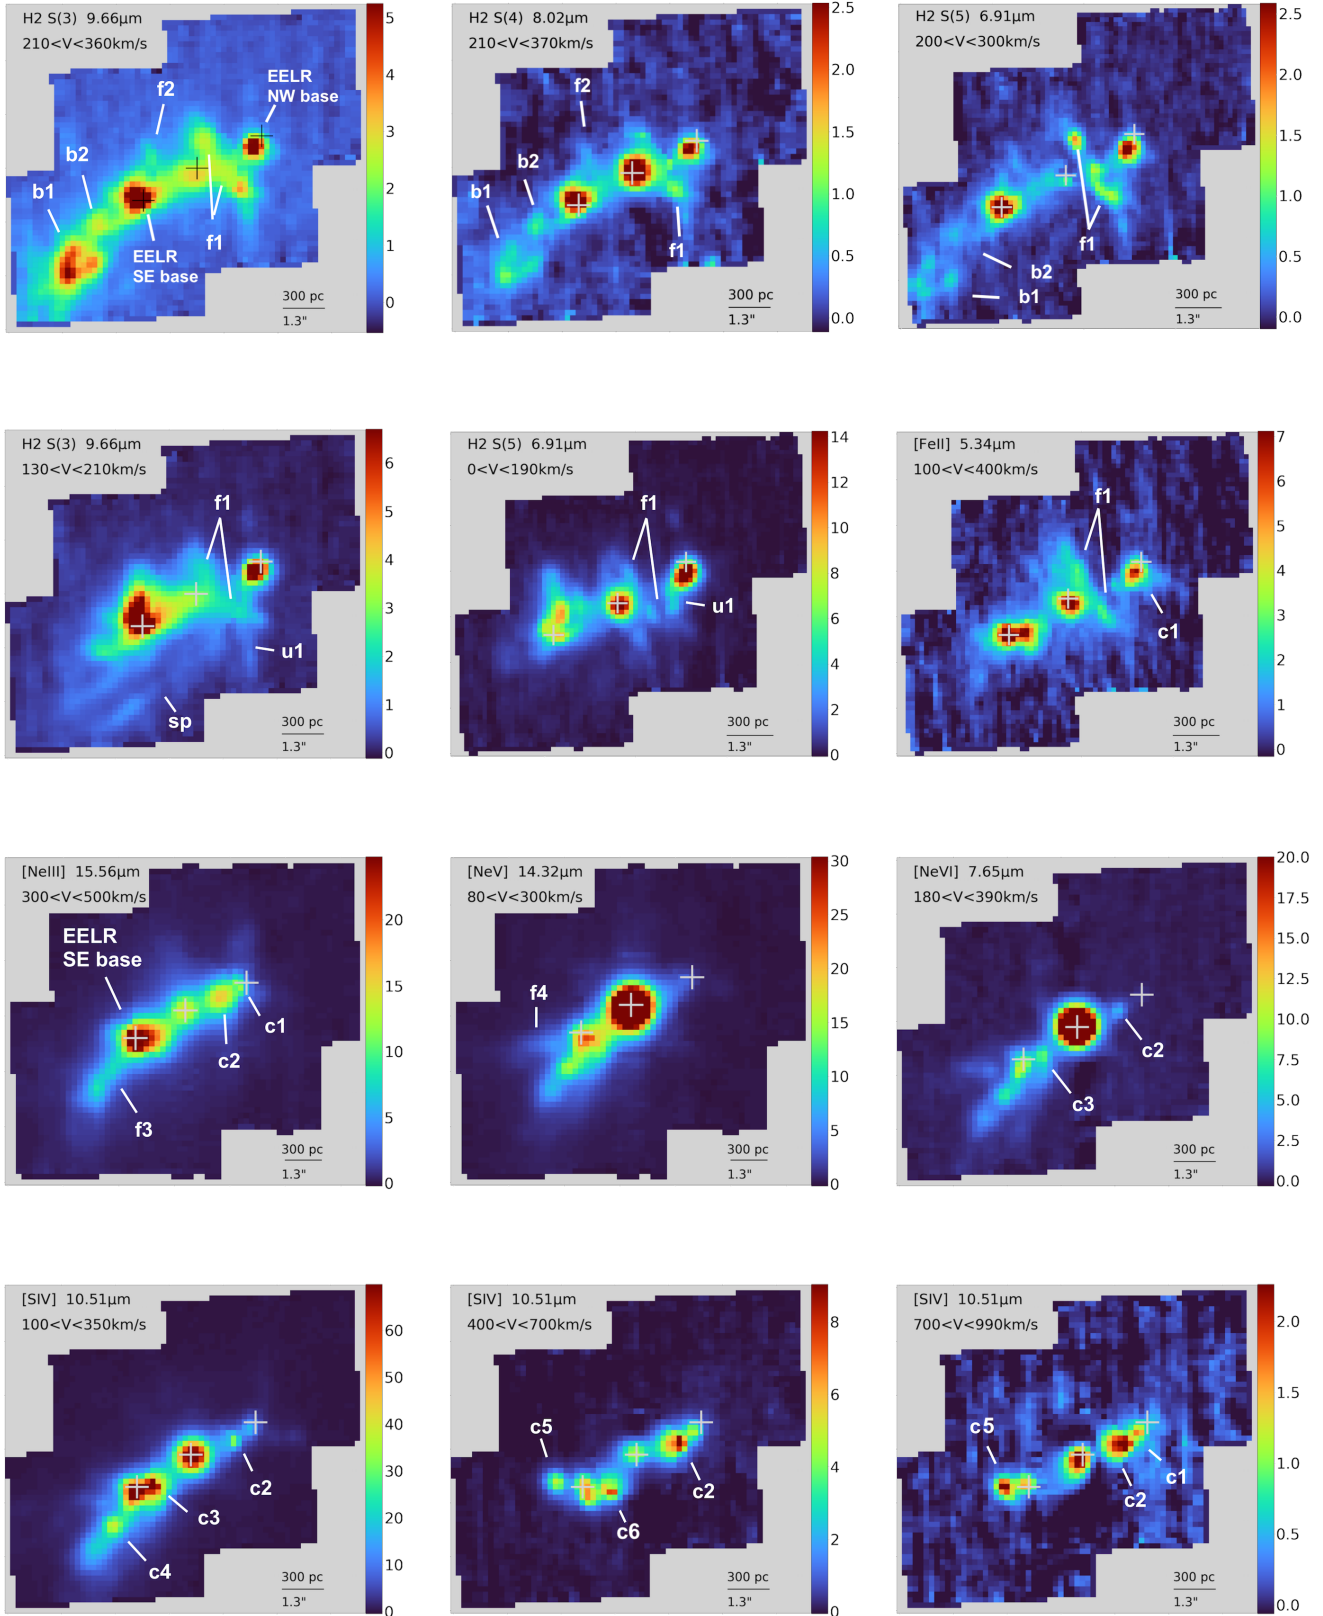 H2 S(3) 9.66μm
210<V<360km/s
EELR
NW base
f2
b2
b1
f1
EELR
SE base
300 pc
1.3"
5
4
3
2
1
0
H2 S(4) 8.02μm
210<V<370km/s
f2
b2
b1
f1
300 pc
1.3"
2.5
2.0
1.5
1.0
0.5
0.0
H2 S(5) 6.91μm
200<V<300km/s
f1
b2
b1
300 pc
1.3"
2.5
2.0
1.5
1.0
0.5
0.0
H2 S(3) 9.66μm
130<V<210km/s
f1
u1
sp
300 pc
1.3"
6
5
4
3
2
1
0
H2 S(5) 6.91μm
0<V<190km/s
f1
u1
300 pc
1.3"
14
12
10
8
6
4
2
0
[FeII] 5.34μm
100<V<400km/s
f1
c1
300 pc
1.3"
7
6
5
4
3
2
1
0
[NeIII] 15.56μm
300<V<500km/s
EELR
SE base
c1
c2
f3
300 pc
1.3"
20
15
10
5
0
[NeV] 14.32μm
80<V<300km/s
f4
300 pc
1.3"
30
25
20
15
10
5
0
[NeVI] 7.65μm
180<V<390km/s
c2
c3
300 pc
1.3"
20.0
17.5
15.0
12.5
10.0
7.5
5.0
2.5
0.0
[SIV] 10.51μm
100<V<350km/s
c2
c3
c4
300 pc
1.3"
60
50
40
30
20
10
0
[SIV] 10.51μm
400<V<700km/s
c5
c2
c6
300 pc
1.3"
8
6
4
2
0
[SIV] 10.51μm
700<V<990km/s
c5
c1
c2
300 pc
1.3"
2.0
1.5
1.0
0.5
0.0